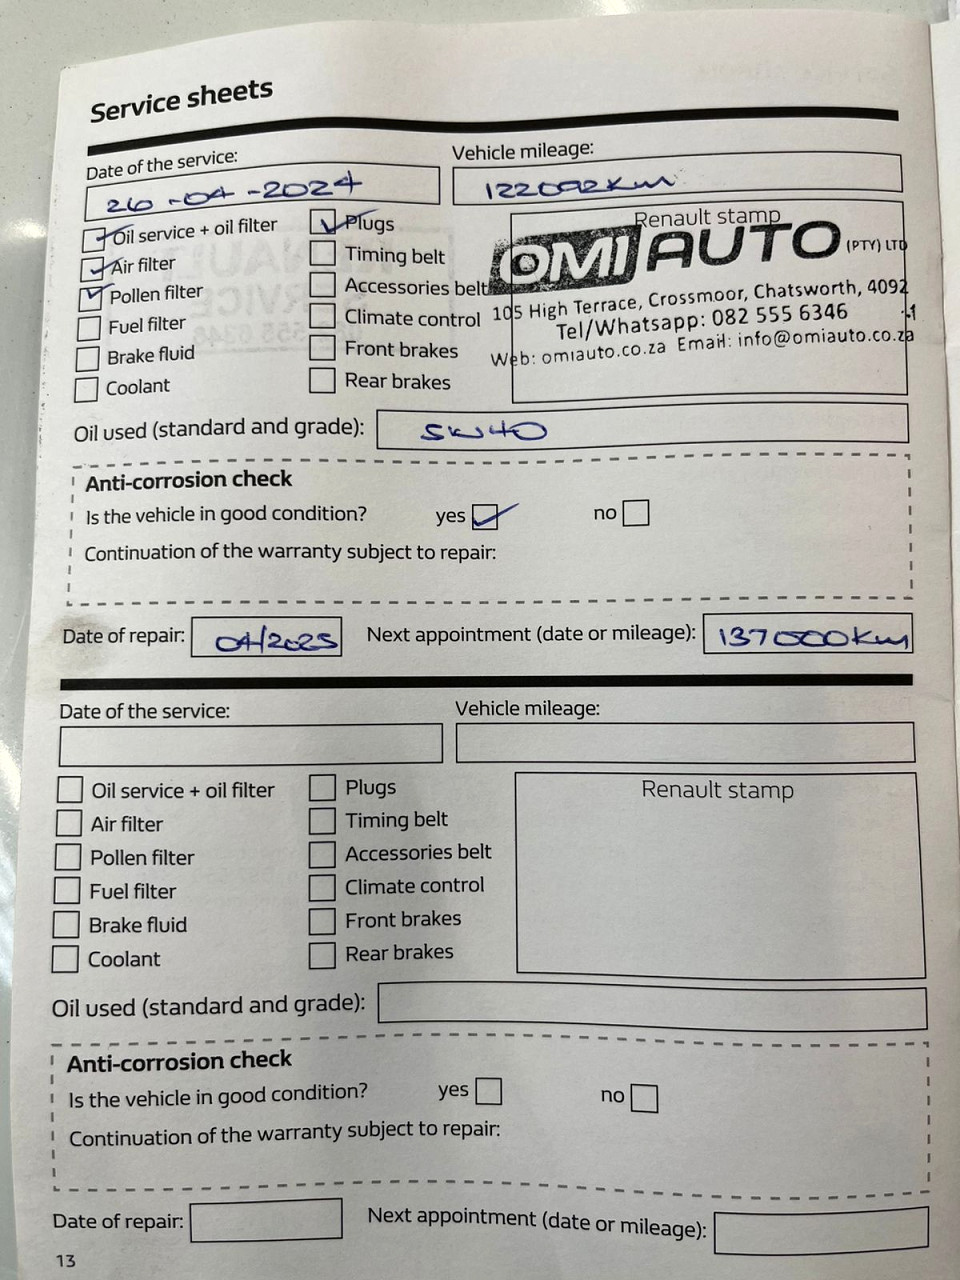 Service sheets
Date of the service:
Vehicle mileage:
26-04-2024
122092km
Oil service + oil filter
Plugs
Renault stamp
Air filter
Timing belt
OMI AUTO (PTY) LTD
Pollen filter
Accessories belt
105 High Terrace, Crossmoor, Chatsworth, 4092
Fuel filter
Climate control
Tel/Whatsapp: 082 555 6346
Brake fluid
Front brakes
Web: omiauto.co.za Email: info@omiauto.co.za
Coolant
Rear brakes
Oil used (standard and grade): 5W40
Anti-corrosion check
Is the vehicle in good condition? yes no
Continuation of the warranty subject to repair:
Date of repair: 04/2025 Next appointment (date or mileage): 137000km
Date of the service:
Vehicle mileage:
Oil service + oil filter
Plugs
Renault stamp
Air filter
Timing belt
Pollen filter
Accessories belt
Fuel filter
Climate control
Brake fluid
Front brakes
Coolant
Rear brakes
Oil used (standard and grade):
Anti-corrosion check
Is the vehicle in good condition? yes no
Continuation of the warranty subject to repair:
Date of repair: Next appointment (date or mileage):
13